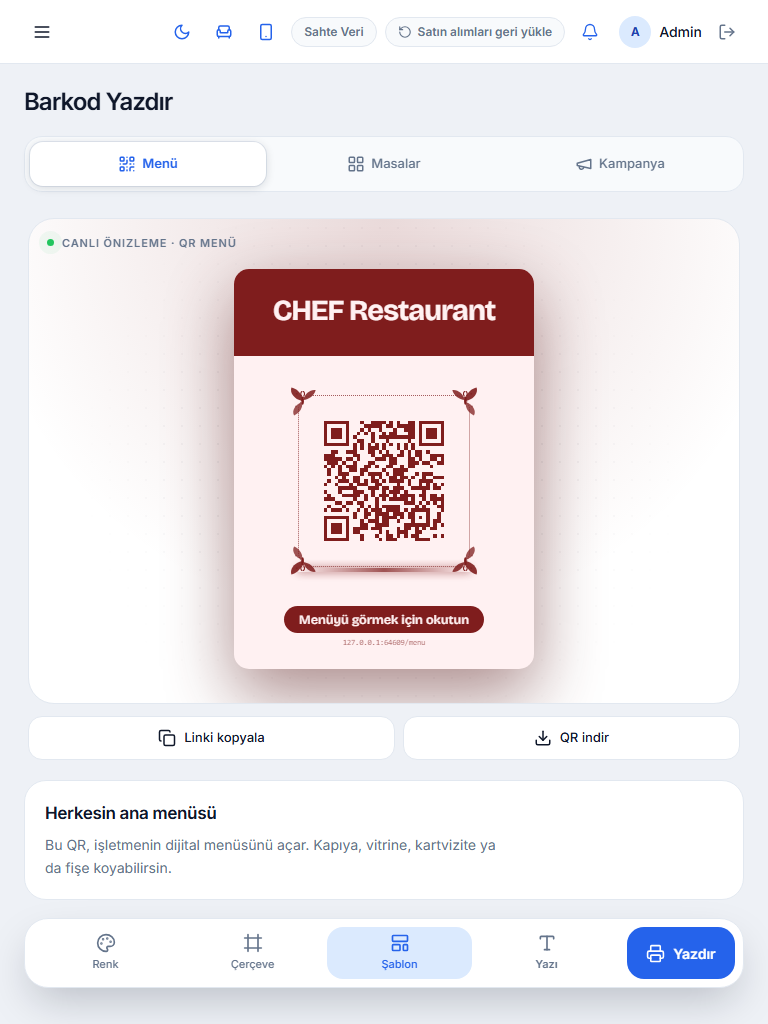 Sahte Veri
Satın alımları geri yükle
A
Admin
Barkod Yazdır
Menü
Masalar
Kampanya
CANLI ÖNİZLEME · QR MENÜ
CHEF Restaurant
Menüyü görmek için okutun
127.0.0.1:64609/menu
Linki kopyala
QR indir
Herkesin ana menüsü
Bu QR, işletmenin dijital menüsünü açar. Kapıya, vitrine, kartvizite ya
da fişe koyabilirsin.
Renk
Çerçeve
Şablon
Yazı
Yazdır